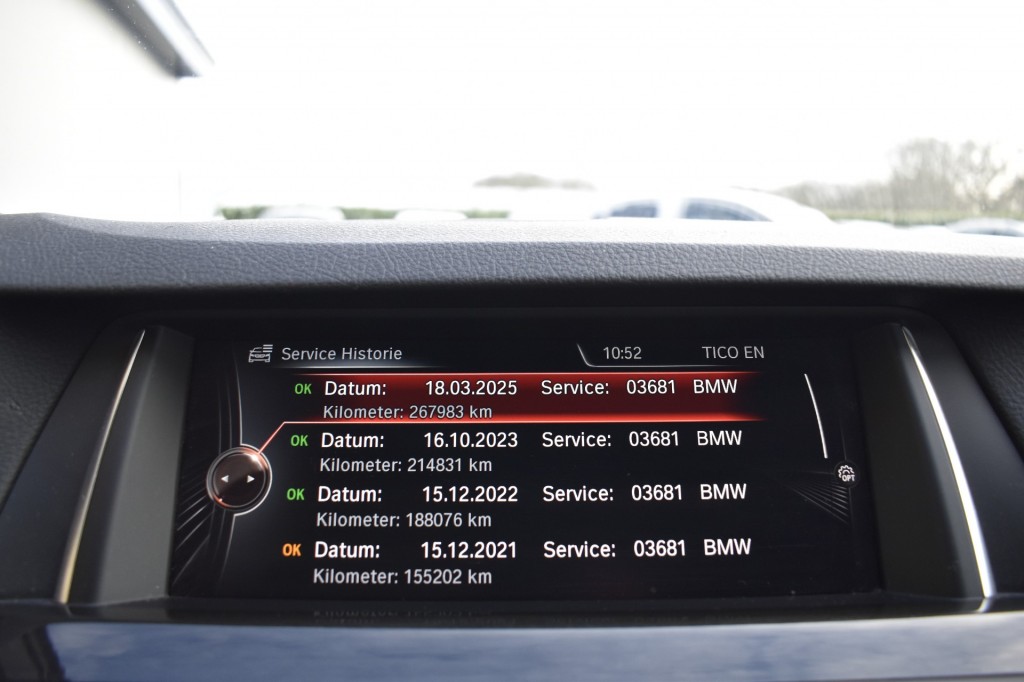 Service Historie 10:52 TICO EN
OK Datum: 18.03.2025 Service: 03681 BMW
Kilometer: 267983 km
OK Datum: 16.10.2023 Service: 03681 BMW
Kilometer: 214831 km
OK Datum: 15.12.2022 Service: 03681 BMW
Kilometer: 188076 km
OPT
OK Datum: 15.12.2021 Service: 03681 BMW
Kilometer: 155202 km